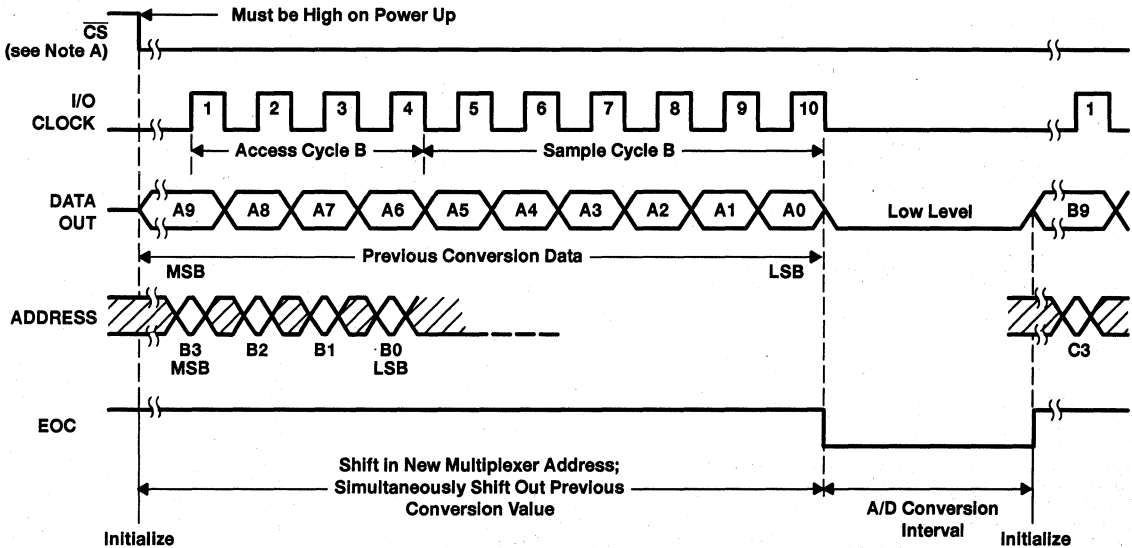 Must be High on Power Up
CS
(see Note A)
I/O
CLOCK
1 2 3 4 5 6 7 8 9 10 1
Access Cycle B Sample Cycle B
DATA
OUT
A9 A8 A7 A6 A5 A4 A3 A2 A1 A0 Low Level B9
Previous Conversion Data
MSB LSB
ADDRESS
B3 B2 B1 B0 C3
MSB LSB
EOC
Shift in New Multiplexer Address;
Simultaneously Shift Out Previous
Conversion Value
A/D Conversion
Interval
Initialize Initialize